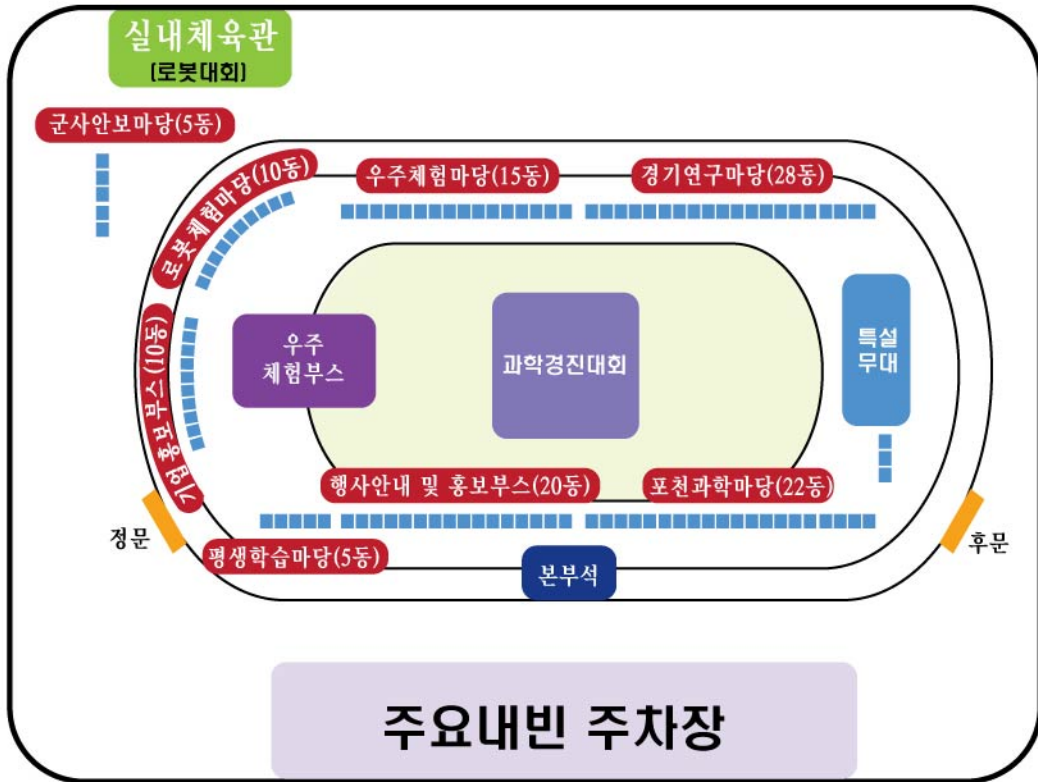 실내체육관
(로봇대회)
군사안보마당(5동)
로봇체험마당(10동)
우주체험마당(15동)
경기연구마당(28동)
기업 홍보부스(10동)
우주
체험부스
과학경진대회
특설
무대
행사안내 및 홍보부스(20동)
포천과학마당(22동)
정문
평생학습마당(5동)
본부석
후문
주요내빈 주차장